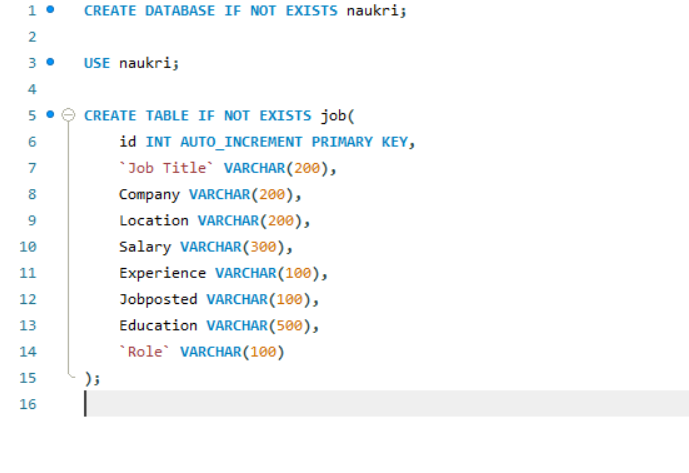 1 CREATE DATABASE IF NOT EXISTS naukri;
2
3 USE naukri;
4
5 CREATE TABLE IF NOT EXISTS job(
6 id INT AUTO_INCREMENT PRIMARY KEY,
7 `Job Title` VARCHAR(200),
8 Company VARCHAR(200),
9 Location VARCHAR(200),
10 Salary VARCHAR(300),
11 Experience VARCHAR(100),
12 Jobposted VARCHAR(100),
13 Education VARCHAR(500),
14 `Role` VARCHAR(100)
15 );
16